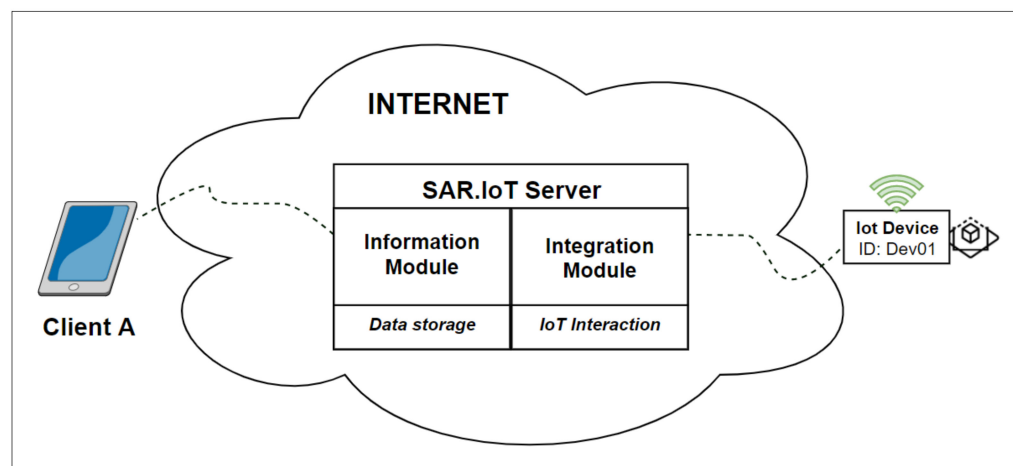 INTERNET
SAR.IoT Server
Information
Module
Integration
Module
Data storage
IoT Interaction
Client A
Iot Device
ID: Dev01